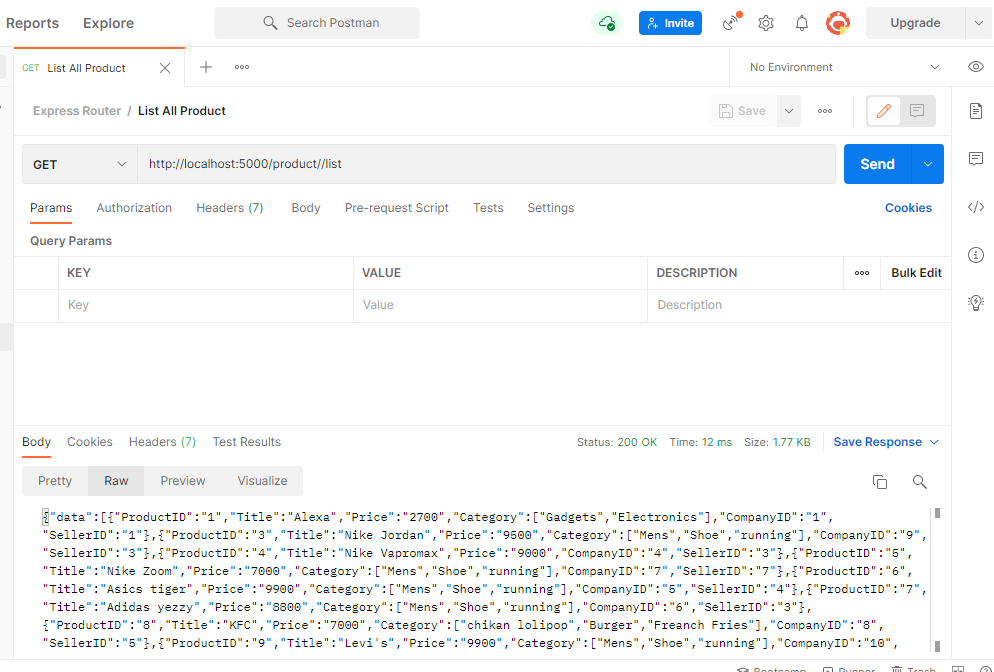 Reports Explore Search Postman Invite Upgrade
GET List All Product No Environment
Express Router / List All Product Save
GET http://localhost:5000/product//list Send
Params Authorization Headers (7) Body Pre-request Script Tests Settings Cookies
Query Params
KEY VALUE DESCRIPTION Bulk Edit
Key Value Description
Body Cookies Headers (7) Test Results Status: 200 OK Time: 12 ms Size: 1.77 KB Save Response
Pretty Raw Preview Visualize
{"data":[{"ProductID":"1","Title":"Alexa","Price":"2700","Category":["Gadgets","Electronics"],"CompanyID":"1",
"SellerID":"1"},{"ProductID":"3","Title":"Nike Jordan","Price":"9500","Category":["Mens","Shoe","running"],"CompanyID":"9",
"SellerID":"3"},{"ProductID":"4","Title":"Nike Vapromax","Price":"9000","CompanyID":"4","SellerID":"3"},{"ProductID":"5",
"Title":"Nike Zoom","Price":"7000","Category":["Mens","Shoe","running"],"CompanyID":"7","SellerID":"7"},{"ProductID":"6",
"Title":"Asics tiger","Price":"9900","Category":["Mens","Shoe","running"],"CompanyID":"5","SellerID":"4"},{"ProductID":"7",
"Title":"Adidas yezzy","Price":"8800","Category":["Mens","Shoe","running"],"CompanyID":"6","SellerID":"3"},
{"ProductID":"8","Title":"KFC","Price":"7000","Category":["chikan lolipop","Burger","Freanch Fries"],"CompanyID":"8",
"SellerID":"5"},{"ProductID":"9","Title":"Levi's","Price":"9900","Category":["Mens","Shoe","running"],"CompanyID":"10",
Bootcamp Runner Trash